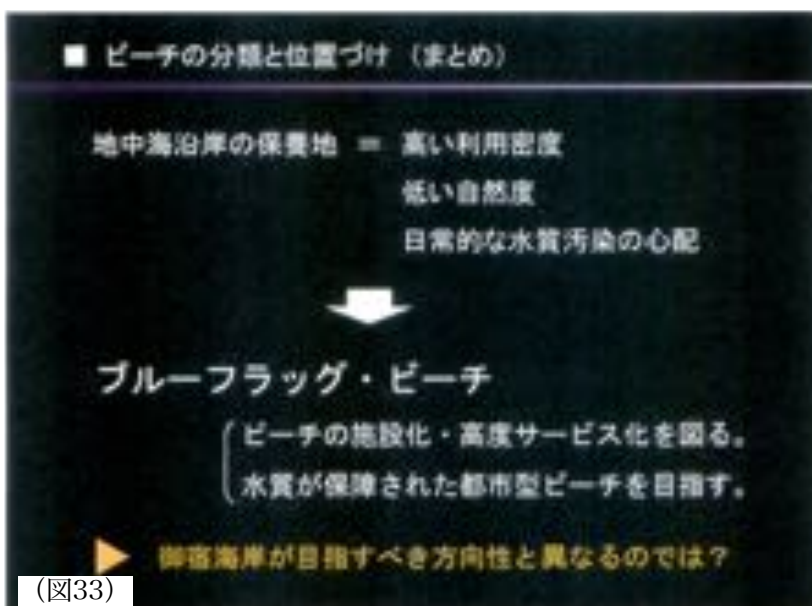 ■ ビーチの分類と位置づけ（まとめ）
地中海沿岸の保養地 ＝ 高い利用密度
低い自然度
日常的な水質汚染の心配
ブルーフラッグ・ビーチ
ビーチの施設化・高度サービス化を図る。
水質が保障された都市型ビーチを目指す。
御宿海岸が目指すべき方向性と異なるのでは？
（図33）